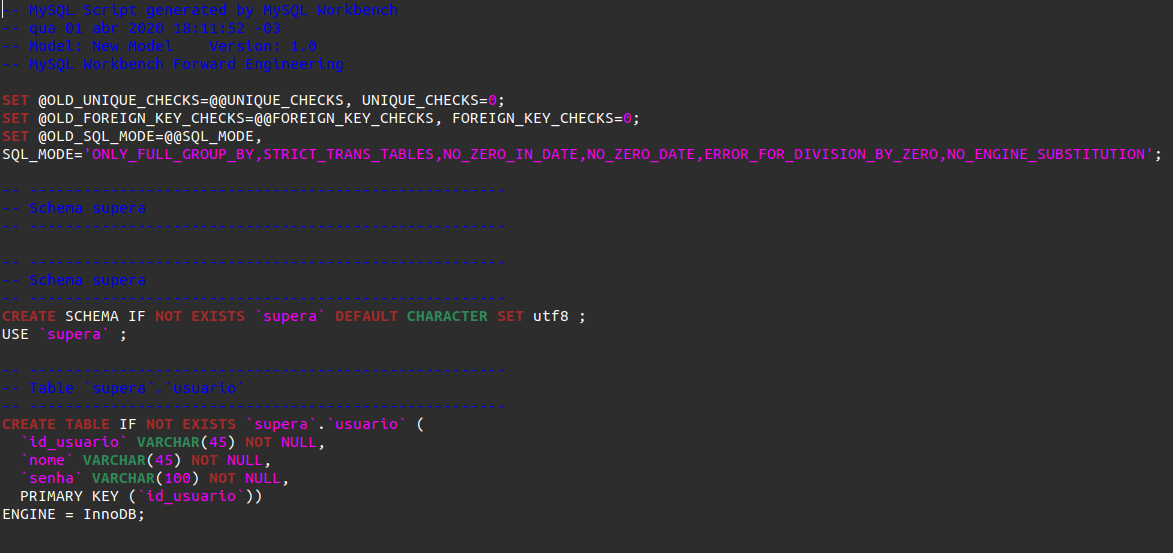 -- MySQL Script generated by MySQL Workbench
-- qua 01 abr 2020 18:11:52 -03
-- Model: New Model    Version: 1.0
-- MySQL Workbench Forward Engineering

SET @OLD_UNIQUE_CHECKS=@@UNIQUE_CHECKS, UNIQUE_CHECKS=0;
SET @OLD_FOREIGN_KEY_CHECKS=@@FOREIGN_KEY_CHECKS, FOREIGN_KEY_CHECKS=0;
SET @OLD_SQL_MODE=@@SQL_MODE,
SQL_MODE='ONLY_FULL_GROUP_BY,STRICT_TRANS_TABLES,NO_ZERO_IN_DATE,NO_ZERO_DATE,ERROR_FOR_DIVISION_BY_ZERO,NO_ENGINE_SUBSTITUTION';

-- -----------------------------------------------------
-- Schema supera
-- -----------------------------------------------------

-- -----------------------------------------------------
-- Schema supera
-- -----------------------------------------------------
CREATE SCHEMA IF NOT EXISTS `supera` DEFAULT CHARACTER SET utf8 ;
USE `supera` ;

-- -----------------------------------------------------
-- Table `supera`.`usuario`
-- -----------------------------------------------------
CREATE TABLE IF NOT EXISTS `supera`.`usuario` (
  `id_usuario` VARCHAR(45) NOT NULL,
  `nome` VARCHAR(45) NOT NULL,
  `senha` VARCHAR(100) NOT NULL,
  PRIMARY KEY (`id_usuario`))
ENGINE = InnoDB;